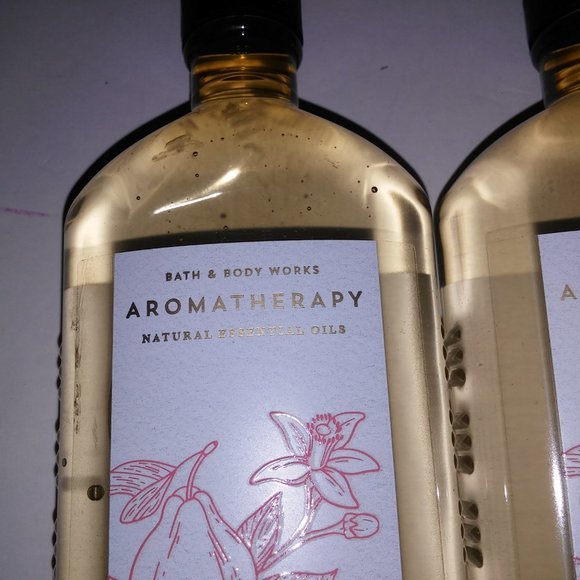 BATH & BODY WORKS
AROMATHERAPY
NATURAL ESSENTIAL OILS
A